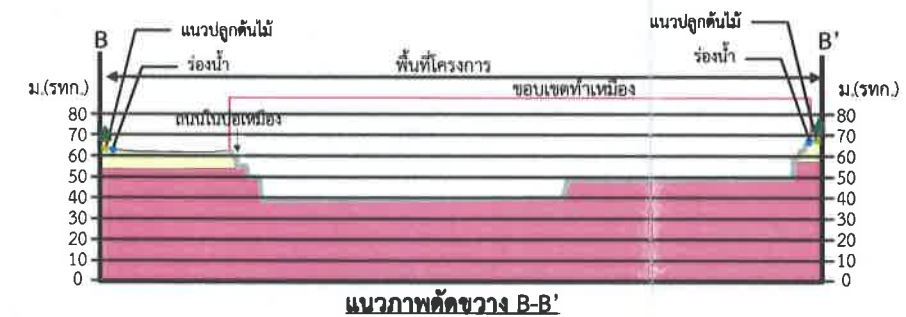 แนวปลูกต้นไม้
แนวปลูกต้นไม้
B
B'
ร่องน้ำ
พื้นที่โครงการ
ร่องน้ำ
ม.(รทก.)
ขอบเขตทำเหมือง
ม.(รทก.)
80
80
ถนนในบ่อเหมือง
70
70
60
60
50
50
40
40
30
30
20
20
10
10
0
0
แนวภาพตัดขวาง B-B'